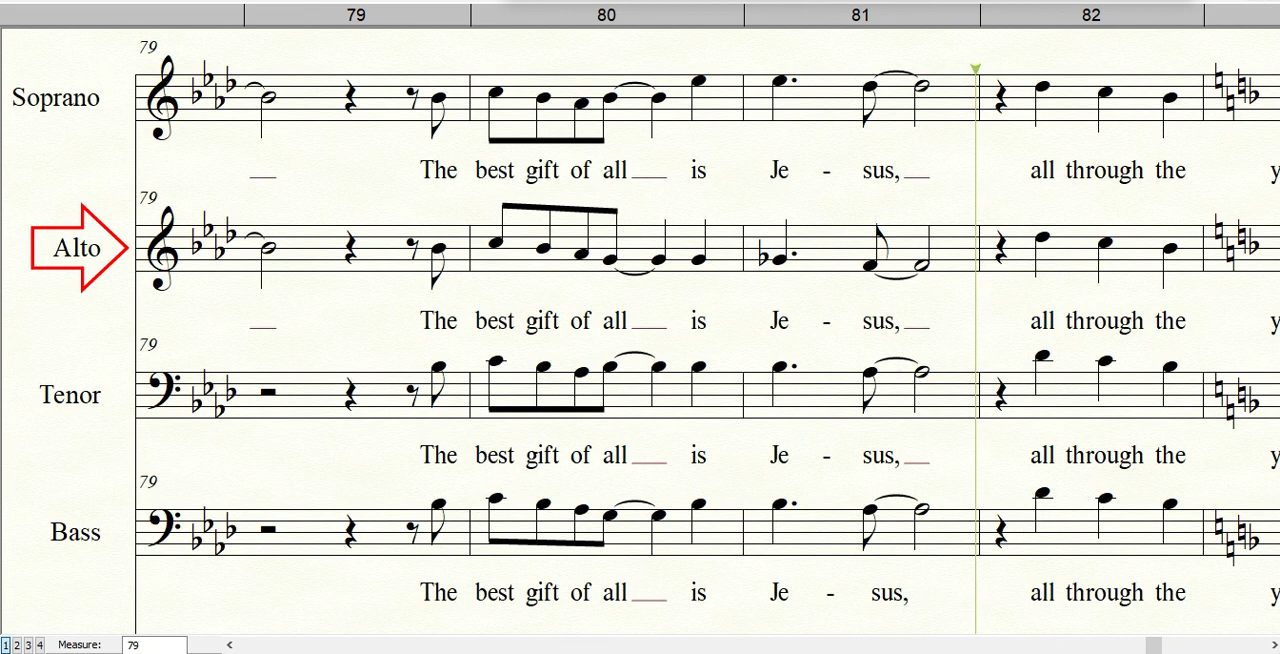 79 80 81 82
79
Soprano
The best gift of all is Je - sus, all through the y
79
Alto
The best gift of all is Je - sus, all through the y
79
Tenor
The best gift of all is Je - sus, all through the y
79
Bass
The best gift of all is Je - sus, all through the y
1 2 3 4 Measure: 79